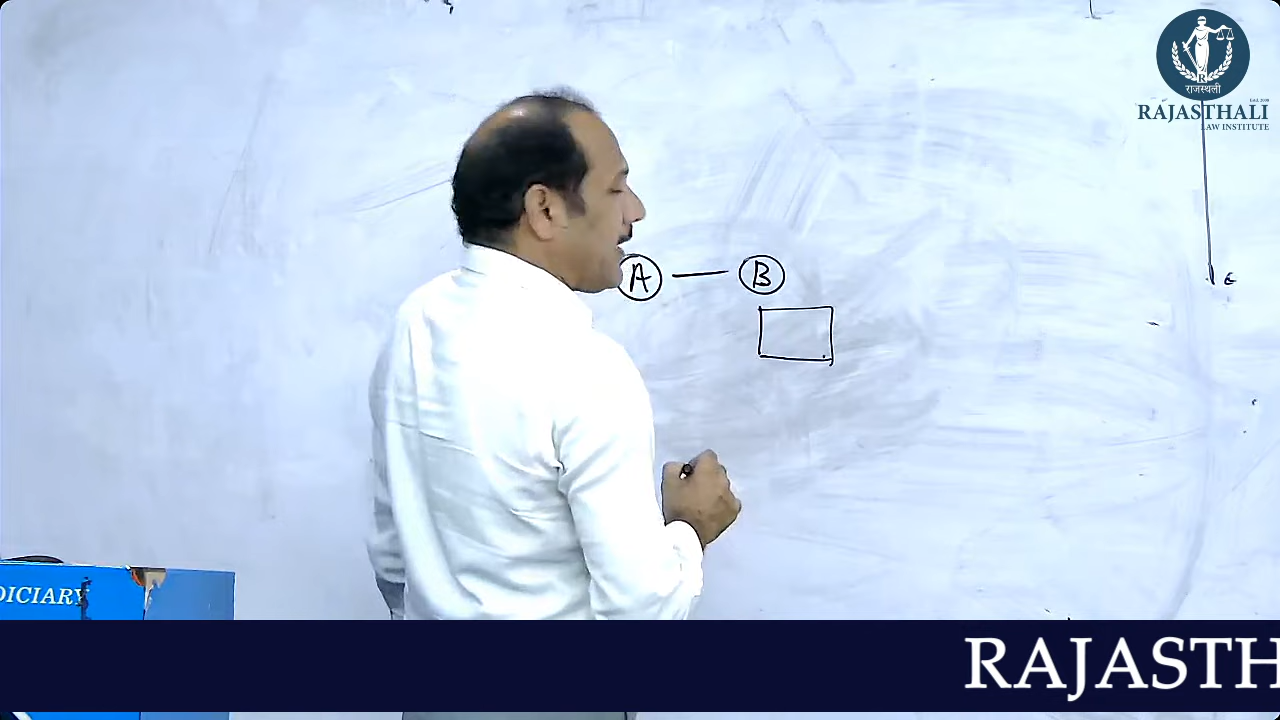 राजस्थली
RAJASTHALI
LAW INSTITUTE
A — B
E
DICIARY
RAJASTH